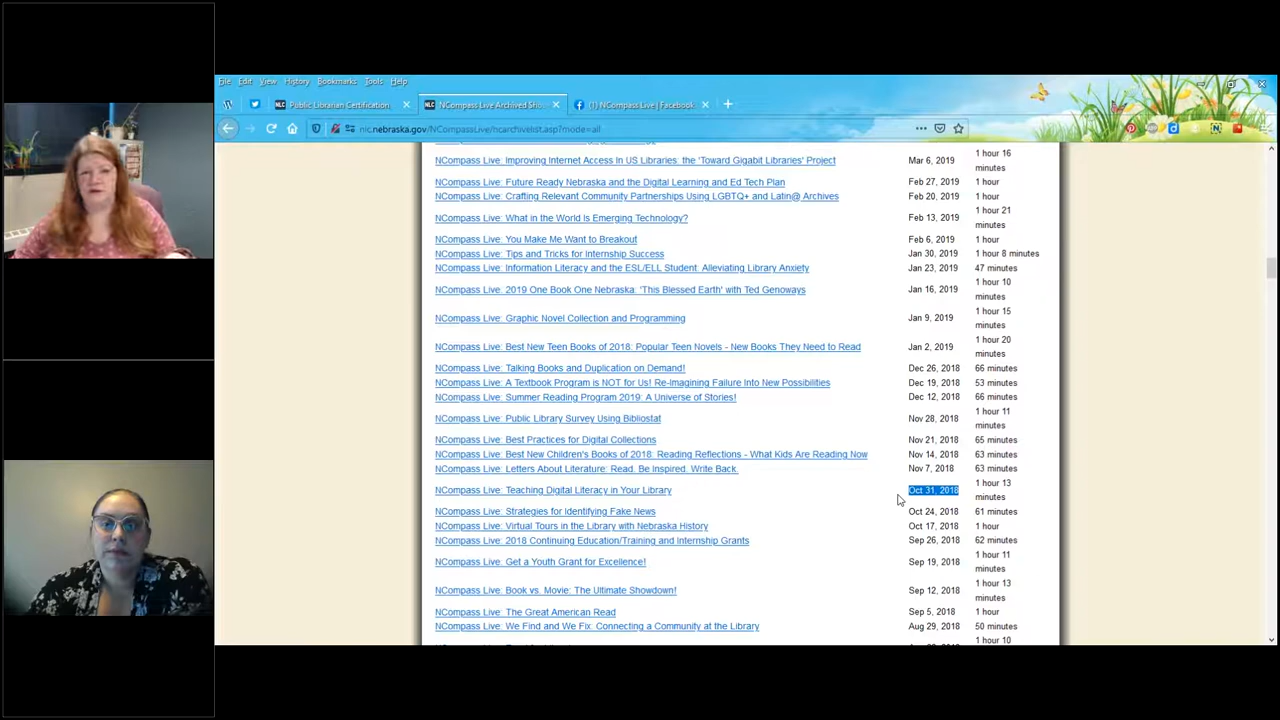 File Edit View History Bookmarks Tools Help
NLC Public Librarian Certification NLC NCompass Live Archived Sho (1) NCompass Live | Facebook
nlc.nebraska.gov/NCompassLive/ncarchivelist.asp?mode=all
1 hour 16
NCompass Live: Improving Internet Access In US Libraries: the 'Toward Gigabit Libraries' Project Mar 6, 2019
minutes
NCompass Live: Future Ready Nebraska and the Digital Learning and Ed Tech Plan Feb 27, 2019 1 hour
NCompass Live: Crafting Relevant Community Partnerships Using LGBTQ+ and Latin@ Archives Feb 20, 2019 1 hour
1 hour 21
NCompass Live: What in the World Is Emerging Technology? Feb 13, 2019
minutes
NCompass Live: You Make Me Want to Breakout Feb 6, 2019 1 hour
NCompass Live: Tips and Tricks for Internship Success Jan 30, 2019 1 hour 8 minutes
NCompass Live: Information Literacy and the ESL/ELL Student: Alleviating Library Anxiety Jan 23, 2019 47 minutes
1 hour 10
NCompass Live: 2019 One Book One Nebraska: 'This Blessed Earth' with Ted Genoways Jan 16, 2019
minutes
1 hour 15
NCompass Live: Graphic Novel Collection and Programming Jan 9, 2019
minutes
1 hour 20
NCompass Live: Best New Teen Books of 2018: Popular Teen Novels - New Books They Need to Read Jan 2, 2019
minutes
NCompass Live: Talking Books and Duplication on Demand! Dec 26, 2018 66 minutes
NCompass Live: A Textbook Program is NOT for Us! Re-Imagining Failure Into New Possibilities Dec 19, 2018 53 minutes
NCompass Live: Summer Reading Program 2019: A Universe of Stories! Dec 12, 2018 66 minutes
1 hour 11
NCompass Live: Public Library Survey Using Bibliostat Nov 28, 2018
minutes
NCompass Live: Best Practices for Digital Collections Nov 21, 2018 65 minutes
NCompass Live: Best New Children's Books of 2018: Reading Reflections - What Kids Are Reading Now Nov 14, 2018 63 minutes
NCompass Live: Letters About Literature: Read. Be Inspired. Write Back. Nov 7, 2018 63 minutes
1 hour 13
NCompass Live: Teaching Digital Literacy in Your Library Oct 31, 2018
minutes
NCompass Live: Strategies for Identifying Fake News Oct 24, 2018 61 minutes
NCompass Live: Virtual Tours in the Library with Nebraska History Oct 17, 2018 1 hour
NCompass Live: 2018 Continuing Education/Training and Internship Grants Sep 26, 2018 62 minutes
1 hour 11
NCompass Live: Get a Youth Grant for Excellence! Sep 19, 2018
minutes
1 hour 13
NCompass Live: Book vs. Movie: The Ultimate Showdown! Sep 12, 2018
minutes
NCompass Live: The Great American Read Sep 5, 2018 1 hour
NCompass Live: We Find and We Fix: Connecting a Community at the Library Aug 29, 2018 50 minutes
1 hour 10